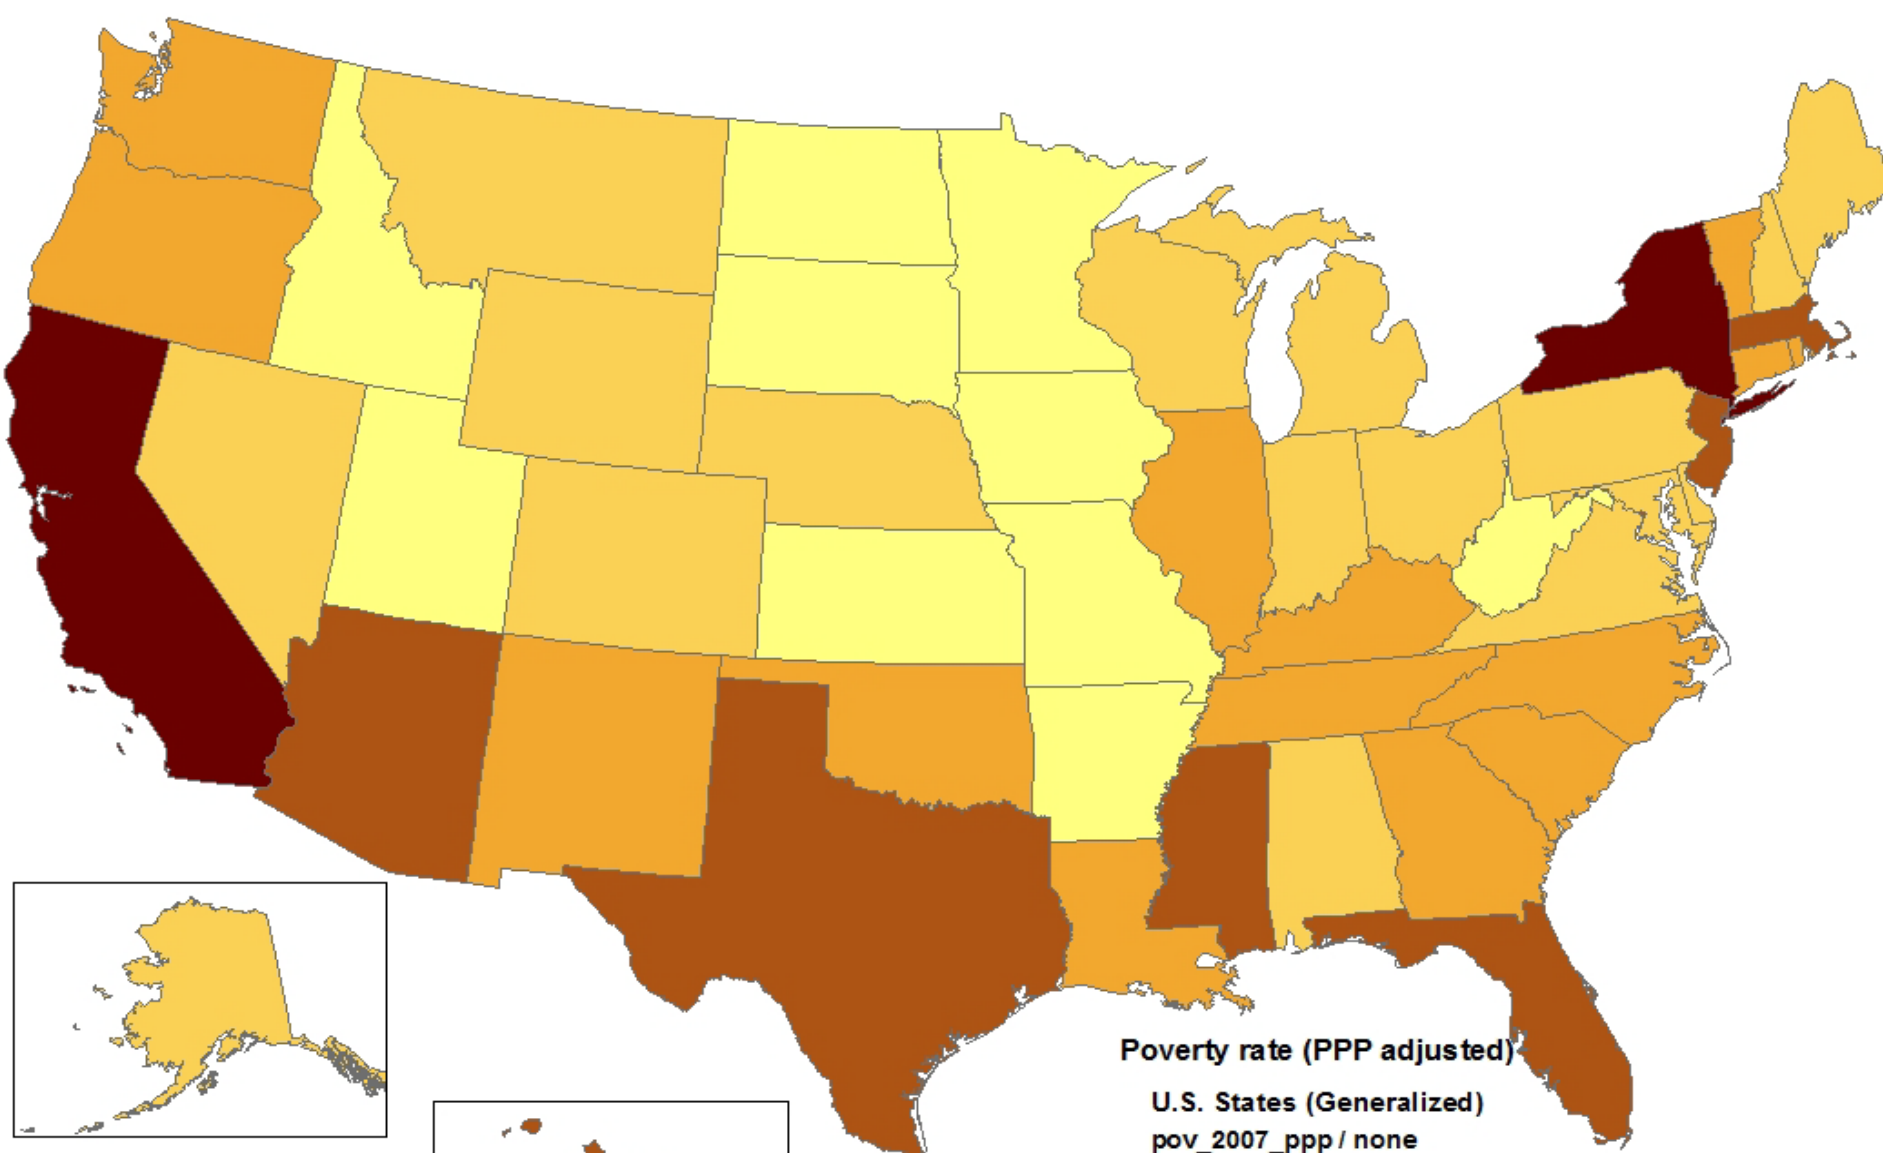 Poverty rate (PPP adjusted)
U.S. States (Generalized)
pov_2007_ppp / none